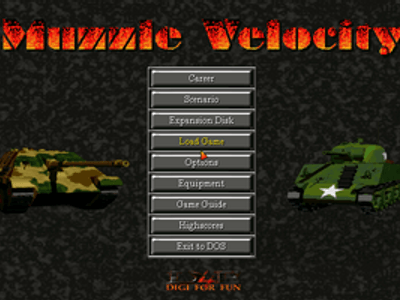 Muzzle Velocity
Career
Scenario
Expansion Disk
Load Game
Options
Equipment
Game Guide
Highscores
Exit to DOS
DIGI FOR FUN